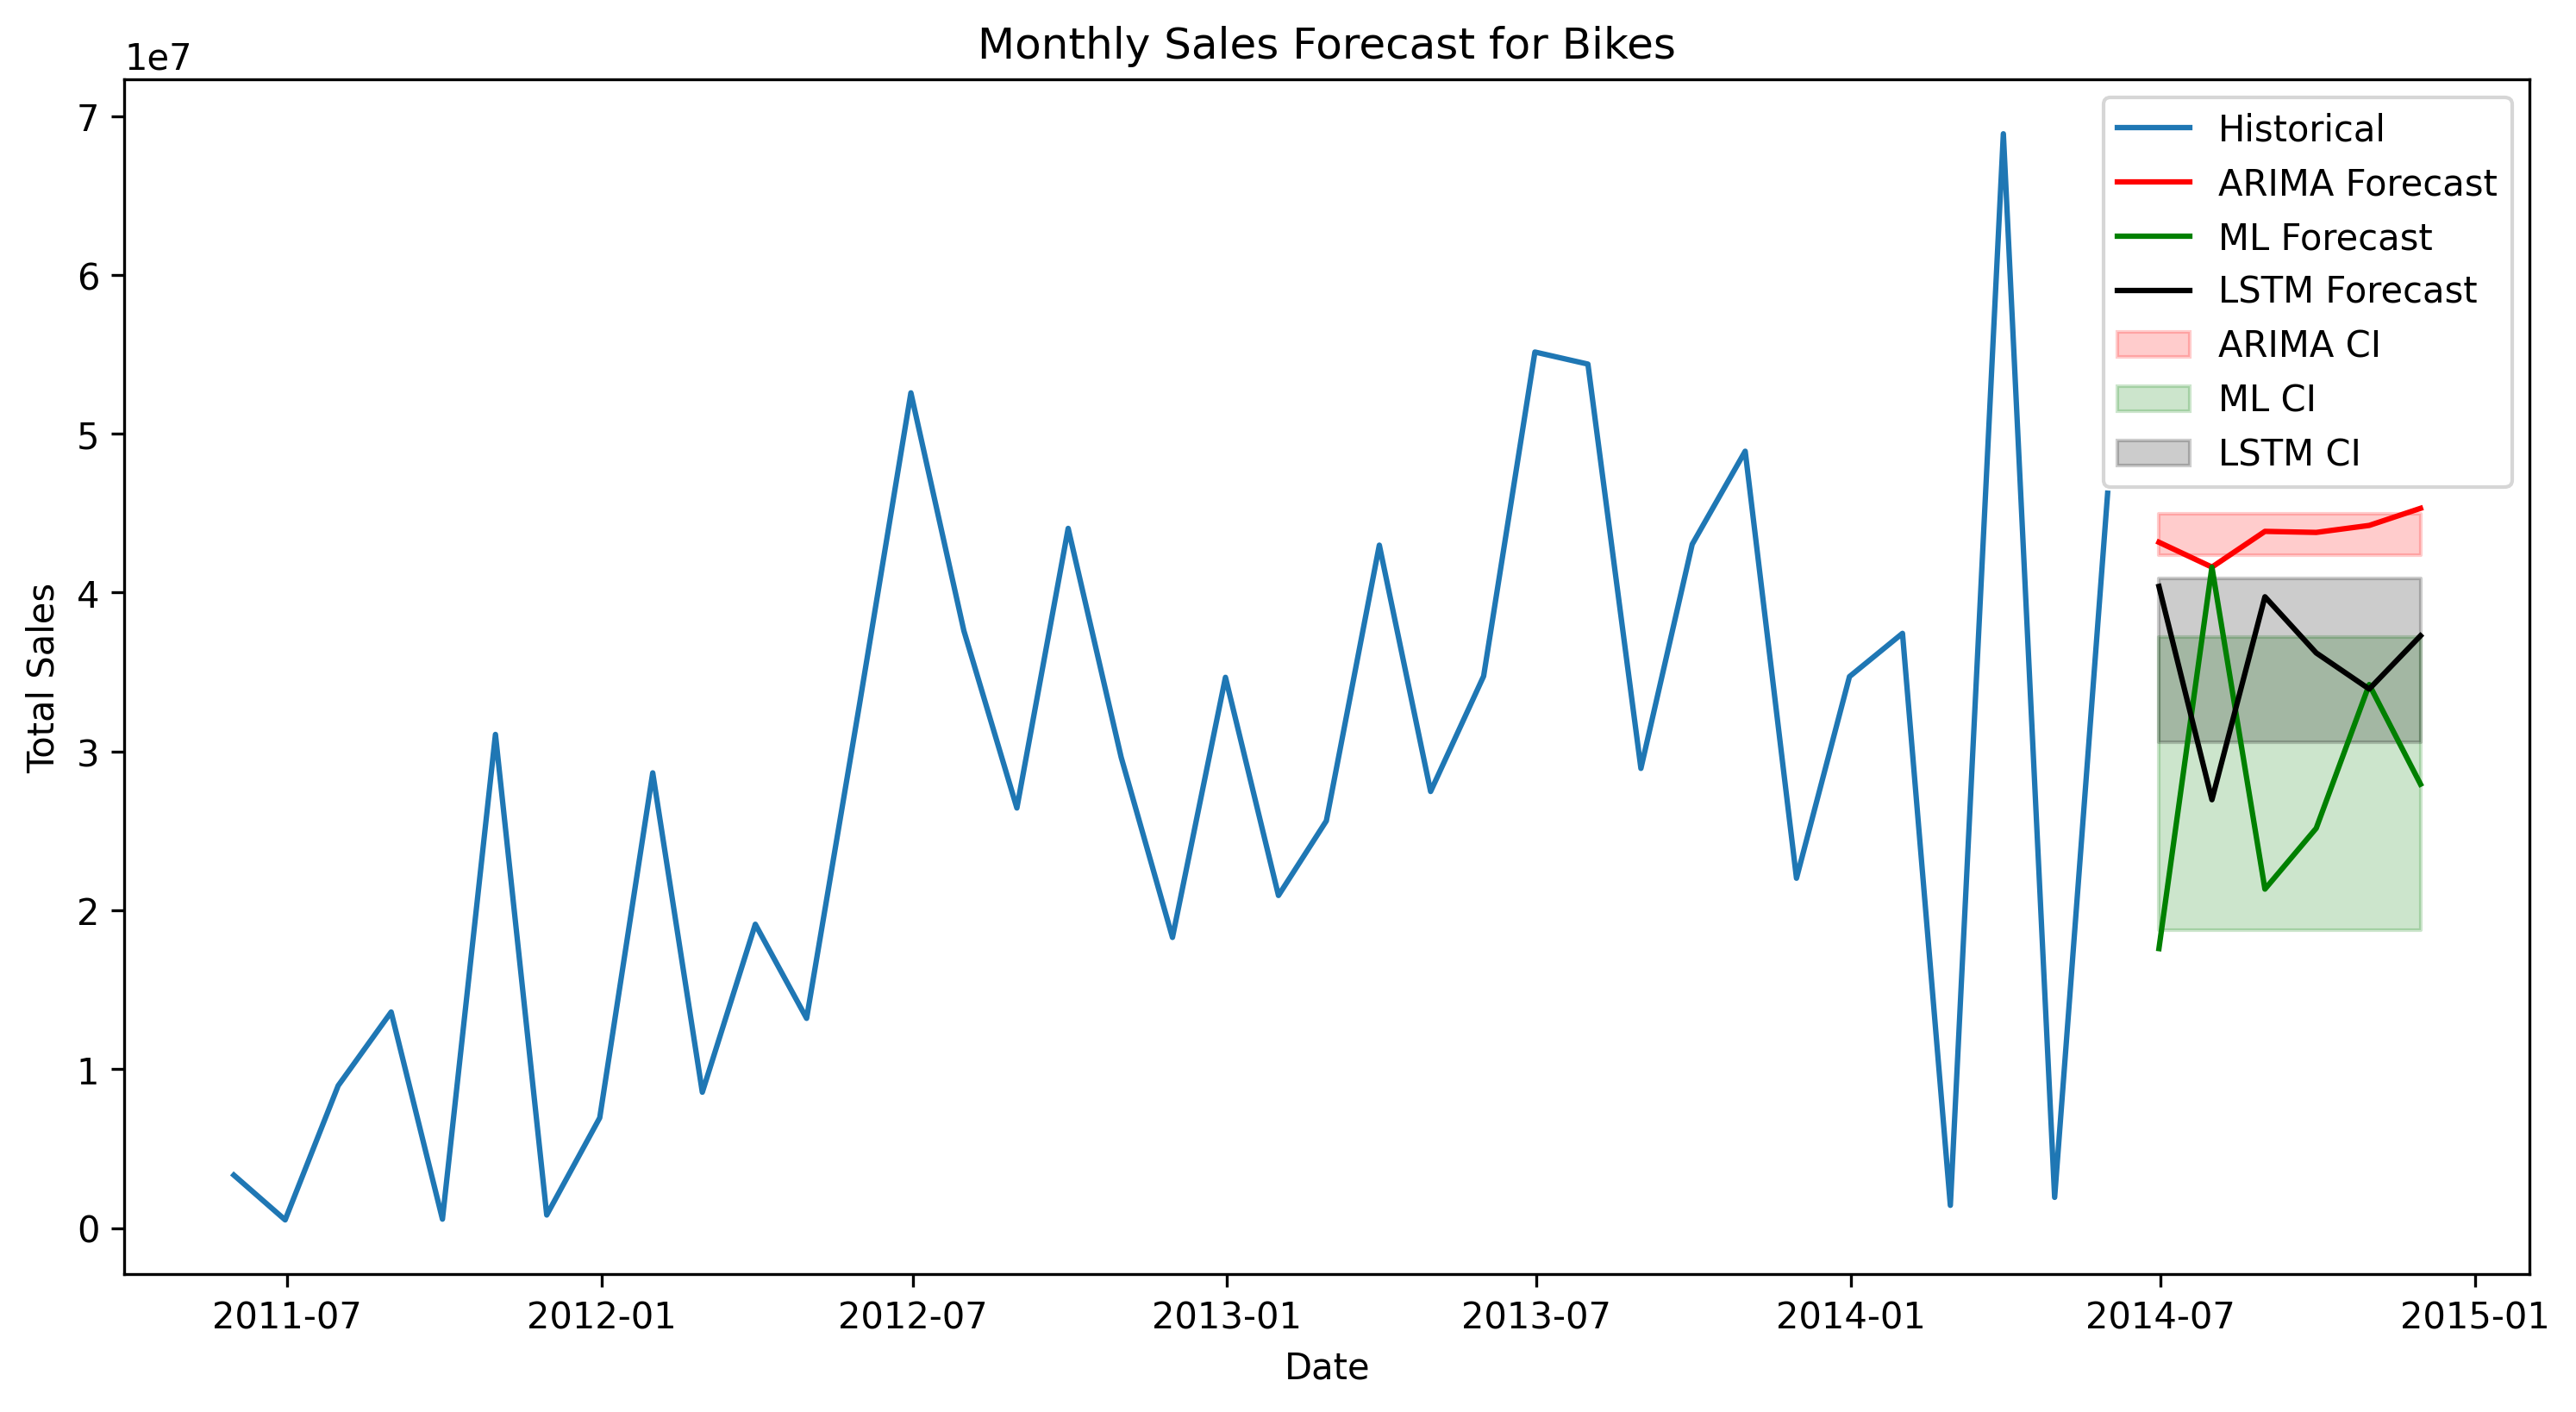 Monthly Sales Forecast for Bikes
1e7
7
6
5
4
3
2
1
0
Total Sales
Historical
ARIMA Forecast
ML Forecast
LSTM Forecast
ARIMA CI
ML CI
LSTM CI
2011-07 2012-01 2012-07 2013-01 2013-07 2014-01 2014-07 2015-01
Date